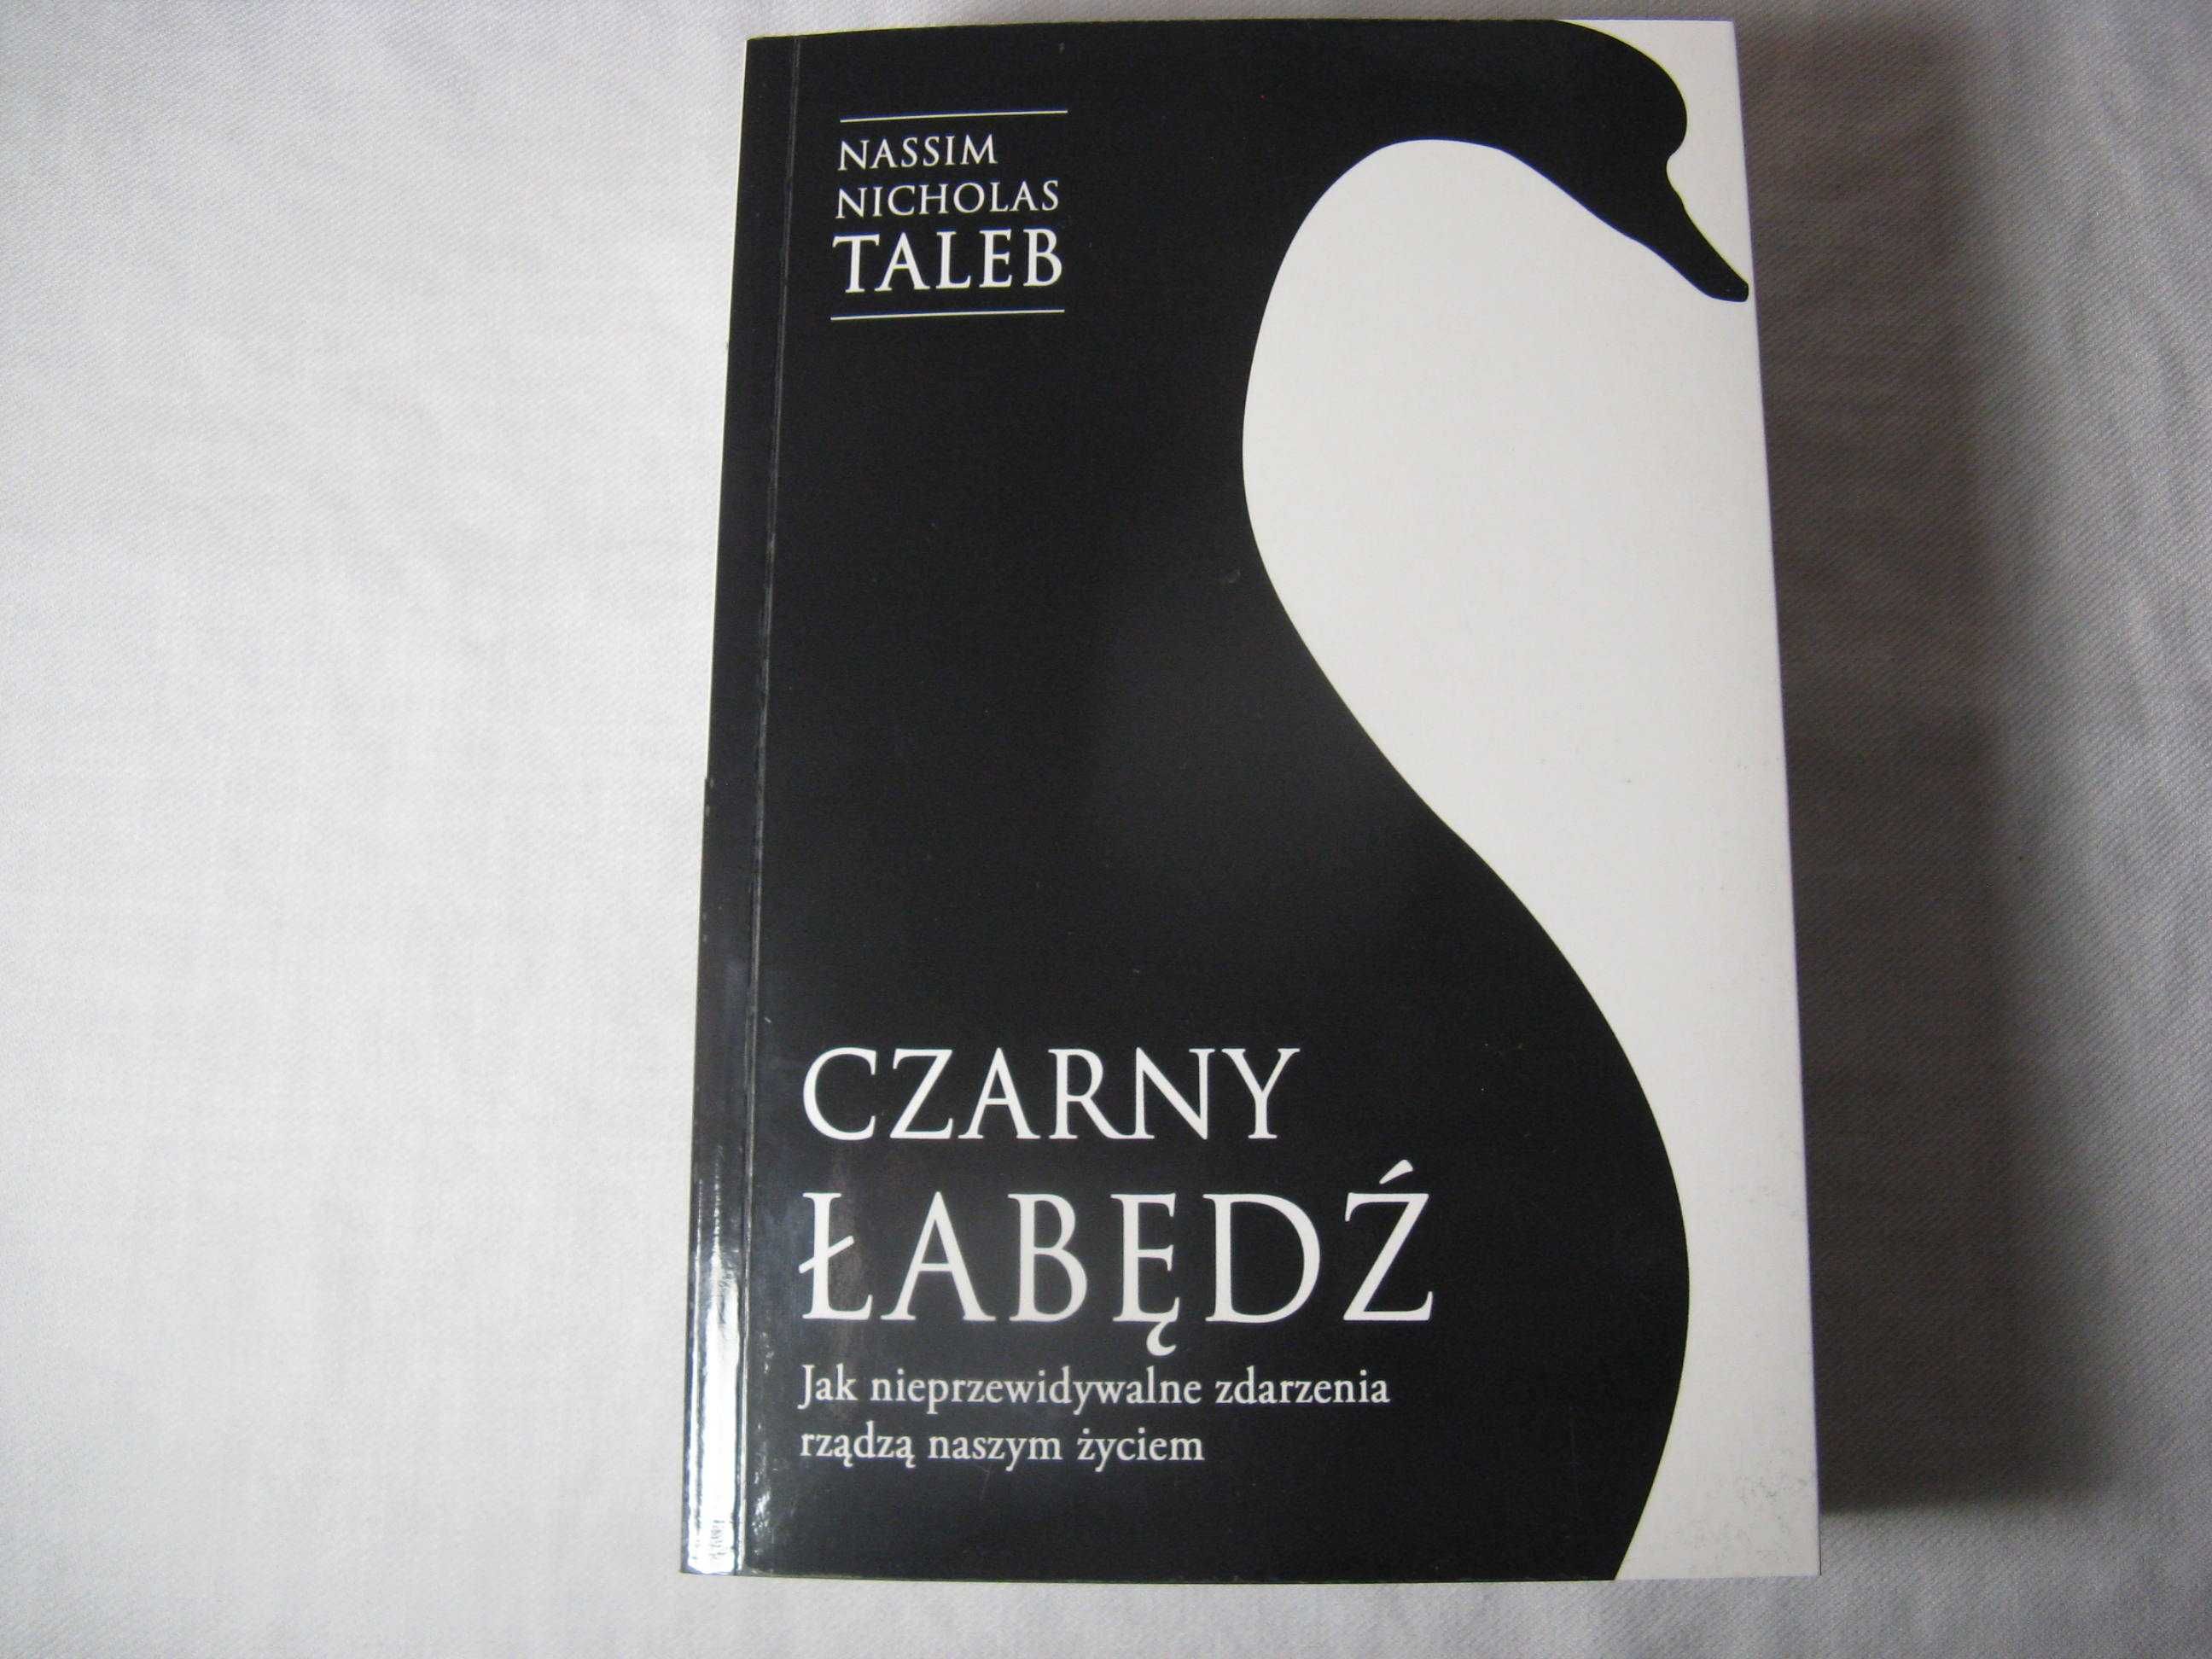 NASSIM
NICHOLAS
TALEB
CZARNY
ŁABĘDŹ
Jak nieprzewidywalne zdarzenia
rządzą naszym życiem